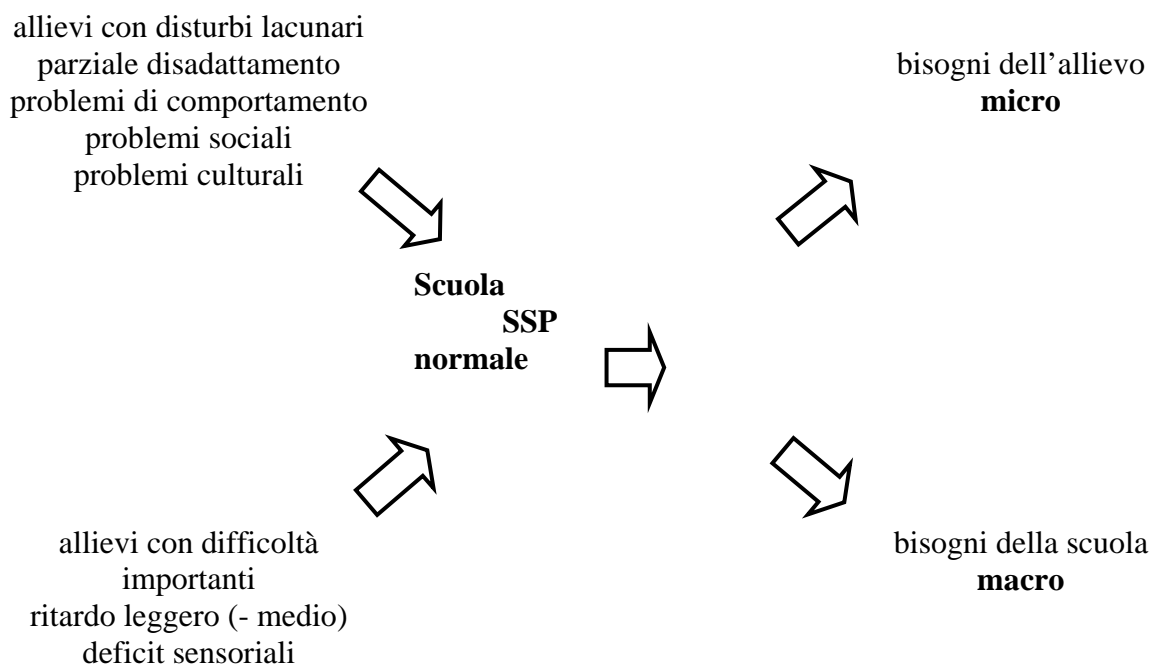 allievi con disturbi lacunari
parziale disadattamento
problemi di comportamento
problemi sociali
problemi culturali
bisogni dell’allievo
micro
Scuola
SSP
normale
allievi con difficoltà
importanti
ritardo leggero (- medio)
deficit sensoriali
bisogni della scuola
macro